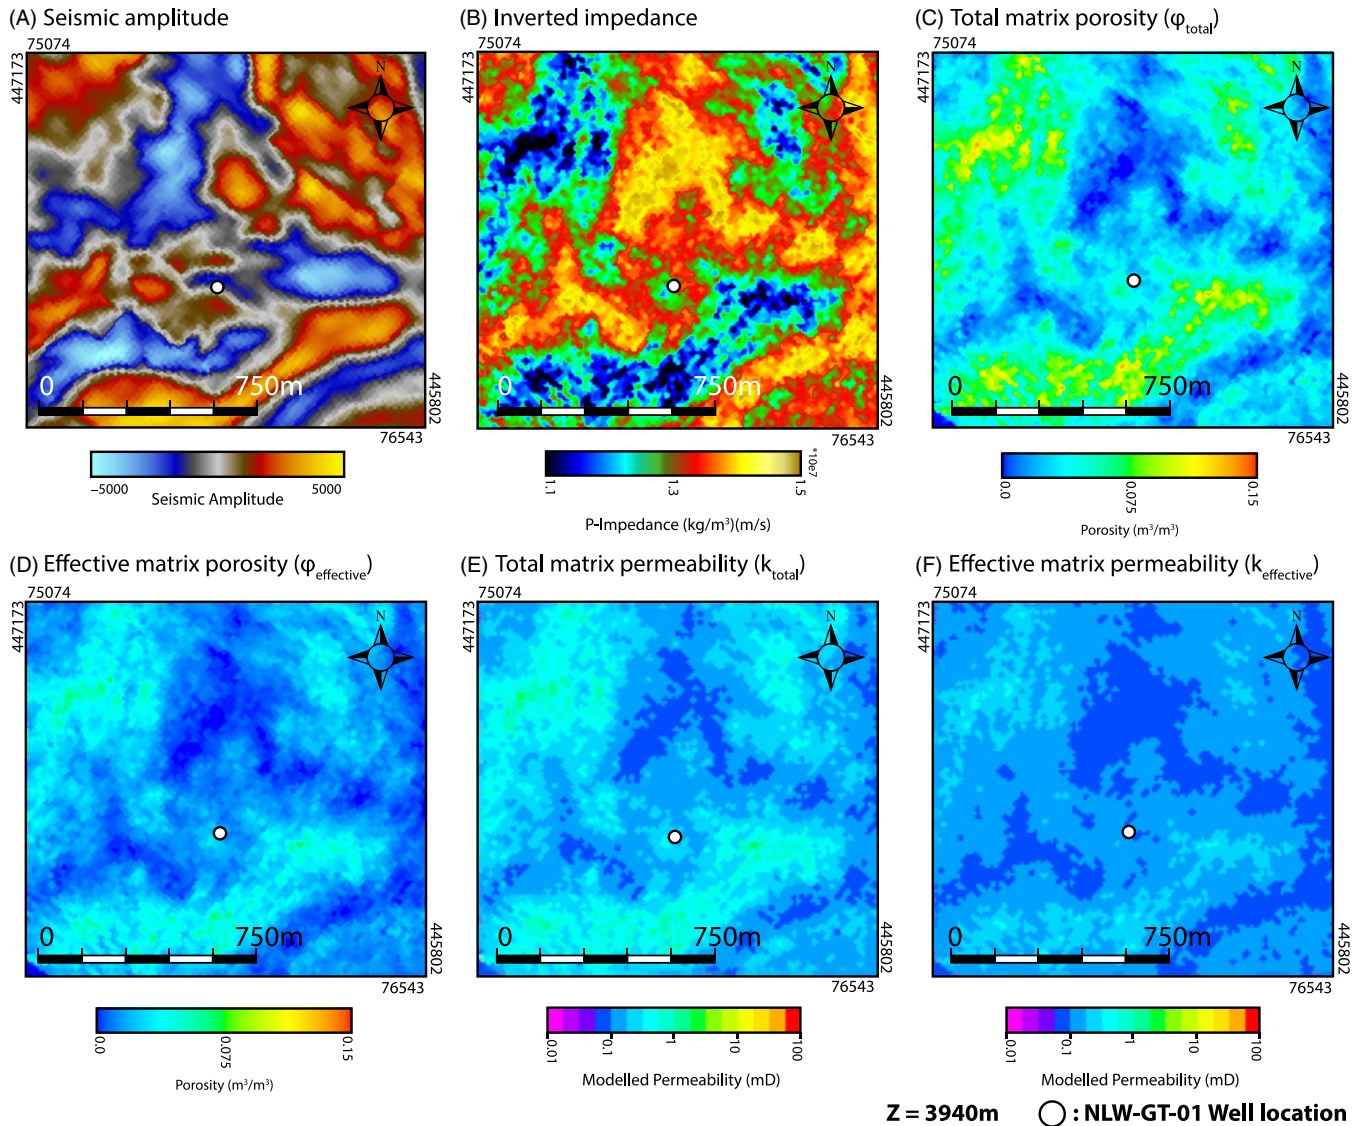 (A) Seismic amplitude
75074
447173
N
0 750m
445802
76543
−5000 5000
Seismic Amplitude
(B) Inverted impedance
75074
447173
N
0 750m
445802
76543
*10e7
1.1 1.3 1.5
P-Impedance (kg/m³)(m/s)
(C) Total matrix porosity (φtotal)
75074
447173
N
0 750m
445802
76543
0.0 0.075 0.15
Porosity (m³/m³)
(D) Effective matrix porosity (φeffective)
75074
447173
N
0 750m
445802
76543
0.0 0.075 0.15
Porosity (m³/m³)
(E) Total matrix permeability (ktotal)
75074
447173
N
0 750m
445802
76543
0.01 0.1 1 10 100
Modelled Permeability (mD)
(F) Effective matrix permeability (keffective)
75074
447173
N
0 750m
445802
76543
0.01 0.1 1 10 100
Modelled Permeability (mD)
Z = 3940m : NLW-GT-01 Well location